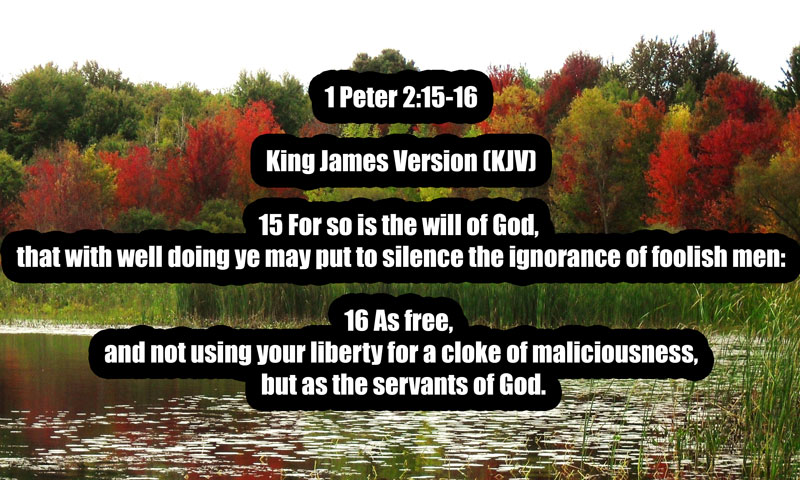 1 Peter 2:15-16
King James Version (KJV)
15 For so is the will of God,
that with well doing ye may put to silence the ignorance of foolish men:
16 As free,
and not using your liberty for a cloke of maliciousness,
but as the servants of God.